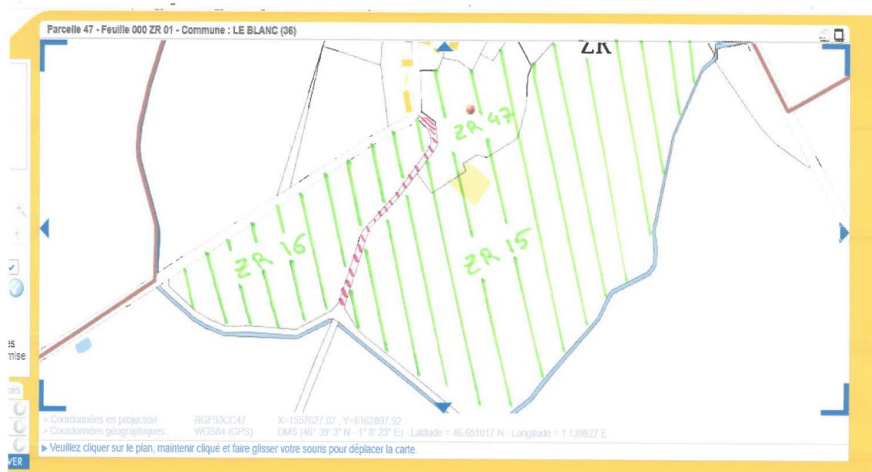 Parcelle 47 - Feuille 000 ZR 01 - Commune : LE BLANC (36)
ZR
ZR 47
ZR 16
ZR 15
mise
VER
> Coordonnées en projection : RGF93CC47 X=1557627.02 , Y=6162897.92
> Coordonnées géographiques : WGS84 (GPS) DMS (46° 39' 3" N - 1° 8' 23" E) - Latitude = 46.651017 N - Longitude = 1.139827 E
Veuillez cliquer sur le plan, maintenir cliqué et faire glisser votre souris pour déplacer la carte.